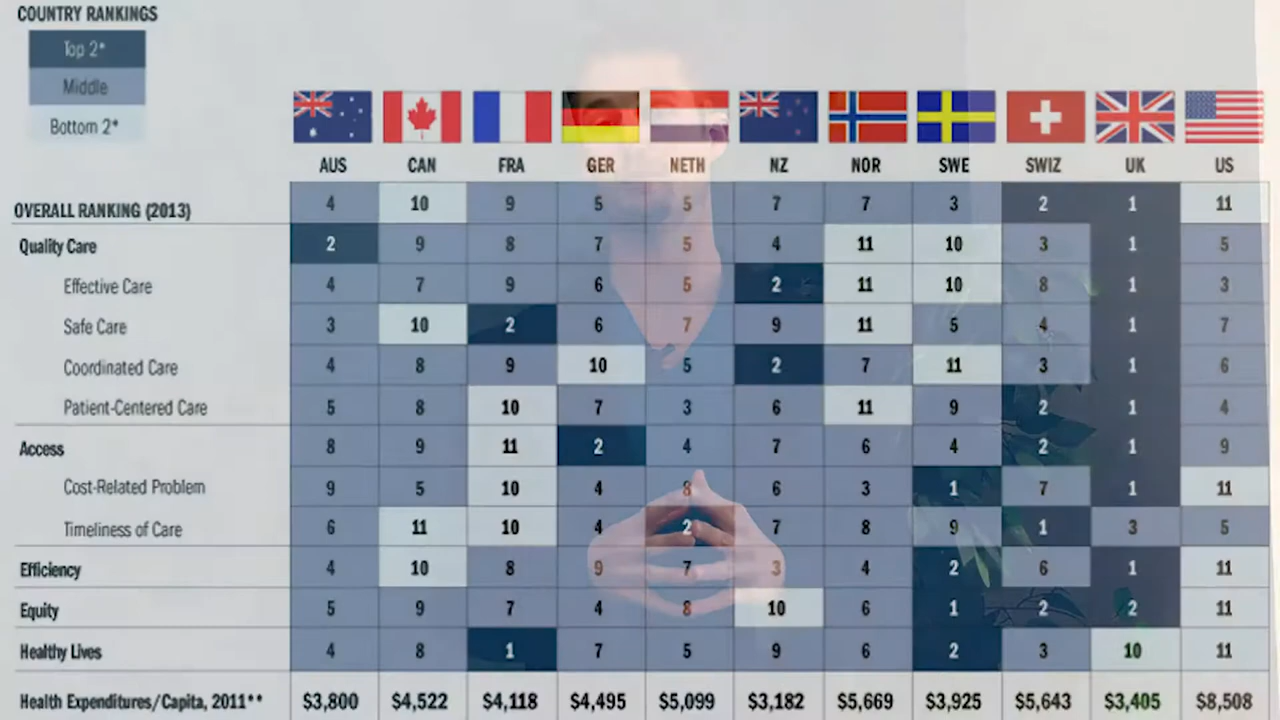 COUNTRY RANKINGS
Top 2*
Middle
Bottom 2*
AUS CAN FRA GER NETH NZ NOR SWE SWIZ UK US
OVERALL RANKING (2013) 4 10 9 5 5 7 7 3 2 1 11
Quality Care 2 9 8 7 5 4 11 10 3 1 5
Effective Care 4 7 9 6 5 2 11 10 8 1 3
Safe Care 3 10 2 6 7 9 11 5 4 1 7
Coordinated Care 4 8 9 10 5 2 7 11 3 1 6
Patient-Centered Care 5 8 10 7 3 6 11 9 2 1 4
Access 8 9 11 2 4 7 6 4 2 1 9
Cost-Related Problem 9 5 10 4 8 6 3 1 7 1 11
Timeliness of Care 6 11 10 4 2 7 8 9 1 3 5
Efficiency 4 10 8 9 7 3 4 2 6 1 11
Equity 5 9 7 4 8 10 6 1 2 2 11
Healthy Lives 4 8 1 7 5 9 6 2 3 10 11
Health Expenditures/Capita, 2011** $3,800 $4,522 $4,118 $4,495 $5,099 $3,182 $5,669 $3,925 $5,643 $3,405 $8,508